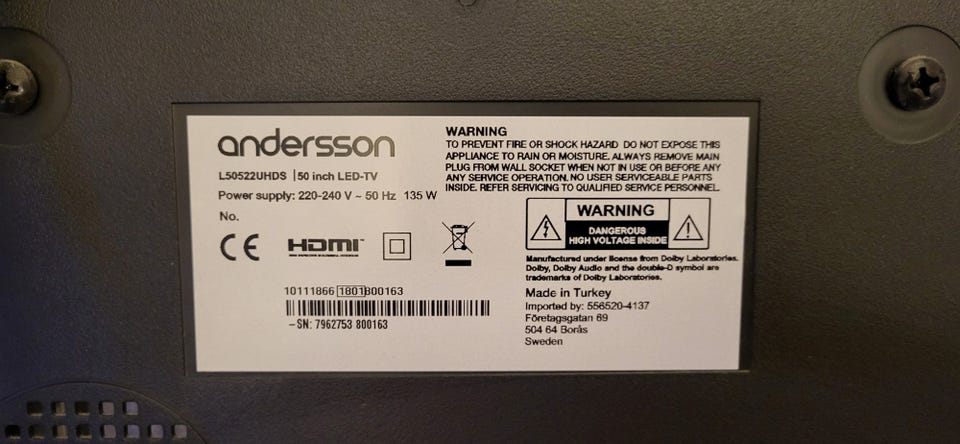 andersson
L50522UHDS | 50 inch LED-TV
Power supply: 220-240 V ~ 50 Hz 135 W
No.
CE HDMI
10111866 1801800163
-SN: 7962753 800163
WARNING
TO PREVENT FIRE OR SHOCK HAZARD DO NOT EXPOSE THIS
APPLIANCE TO RAIN OR MOISTURE. ALWAYS REMOVE MAIN
PLUG FROM WALL SOCKET WHEN NOT IN USE OR BEFORE ANY
ANY SERVICE OPERATION. NO USER SERVICEABLE PARTS
INSIDE. REFER SERVICING TO QUALIFIED SERVICE PERSONNEL.
WARNING
DANGEROUS
HIGH VOLTAGE INSIDE
Manufactured under license from Dolby Laboratories.
Dolby, Dolby Audio and the double-D symbol are
trademarks of Dolby Laboratories.
Made in Turkey
Imported by: 556520-4137
Företagsgatan 69
504 64 Borås
Sweden